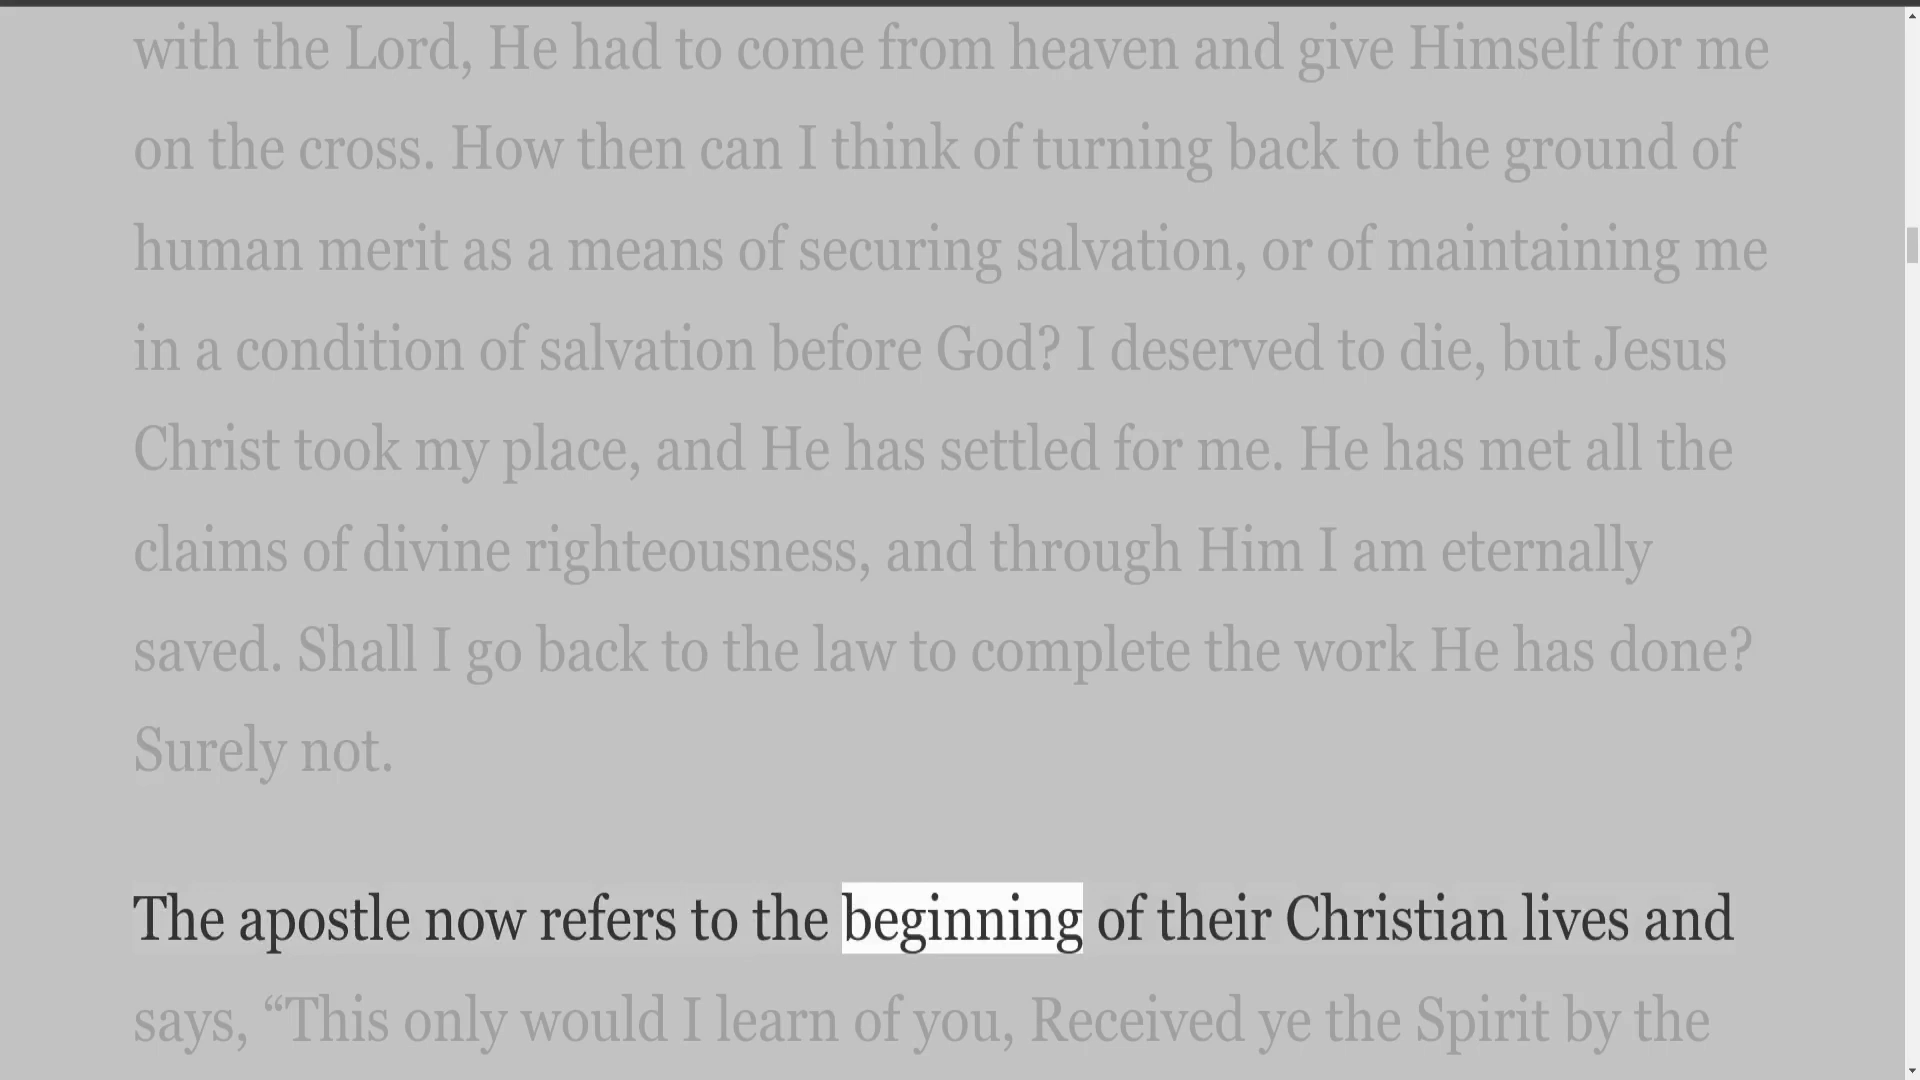 with the Lord, He had to come from heaven and give Himself for me
on the cross. How then can I think of turning back to the ground of
human merit as a means of securing salvation, or of maintaining me
in a condition of salvation before God? I deserved to die, but Jesus
Christ took my place, and He has settled for me. He has met all the
claims of divine righteousness, and through Him I am eternally
saved. Shall I go back to the law to complete the work He has done?
Surely not.
The apostle now refers to the beginning of their Christian lives and
says, “This only would I learn of you, Received ye the Spirit by the